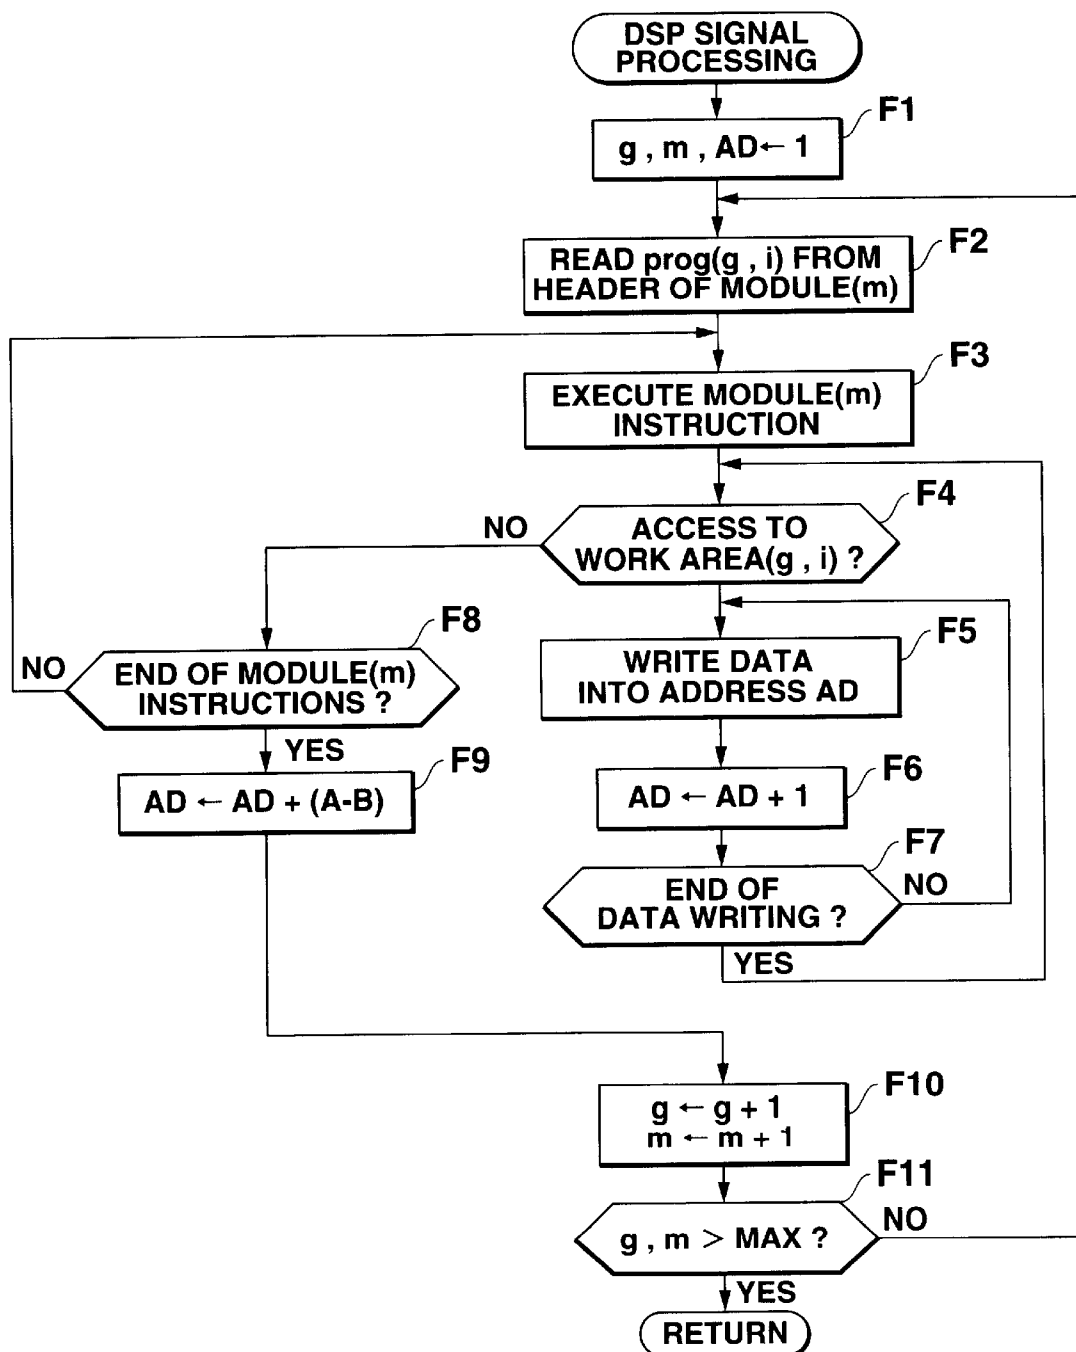 DSP SIGNAL
PROCESSING
F1
g , m , AD ← 1
F2
READ prog(g , i) FROM
HEADER OF MODULE(m)
F3
EXECUTE MODULE(m)
INSTRUCTION
F4
NO
ACCESS TO
WORK AREA(g , i) ?
F8
NO
END OF MODULE(m)
INSTRUCTIONS ?
YES
F5
WRITE DATA
INTO ADDRESS AD
F9
AD ← AD + (A-B)
F6
AD ← AD + 1
F7
END OF
DATA WRITING ?
NO
YES
F10
g ← g + 1
m ← m + 1
F11
g , m > MAX ?
NO
YES
RETURN